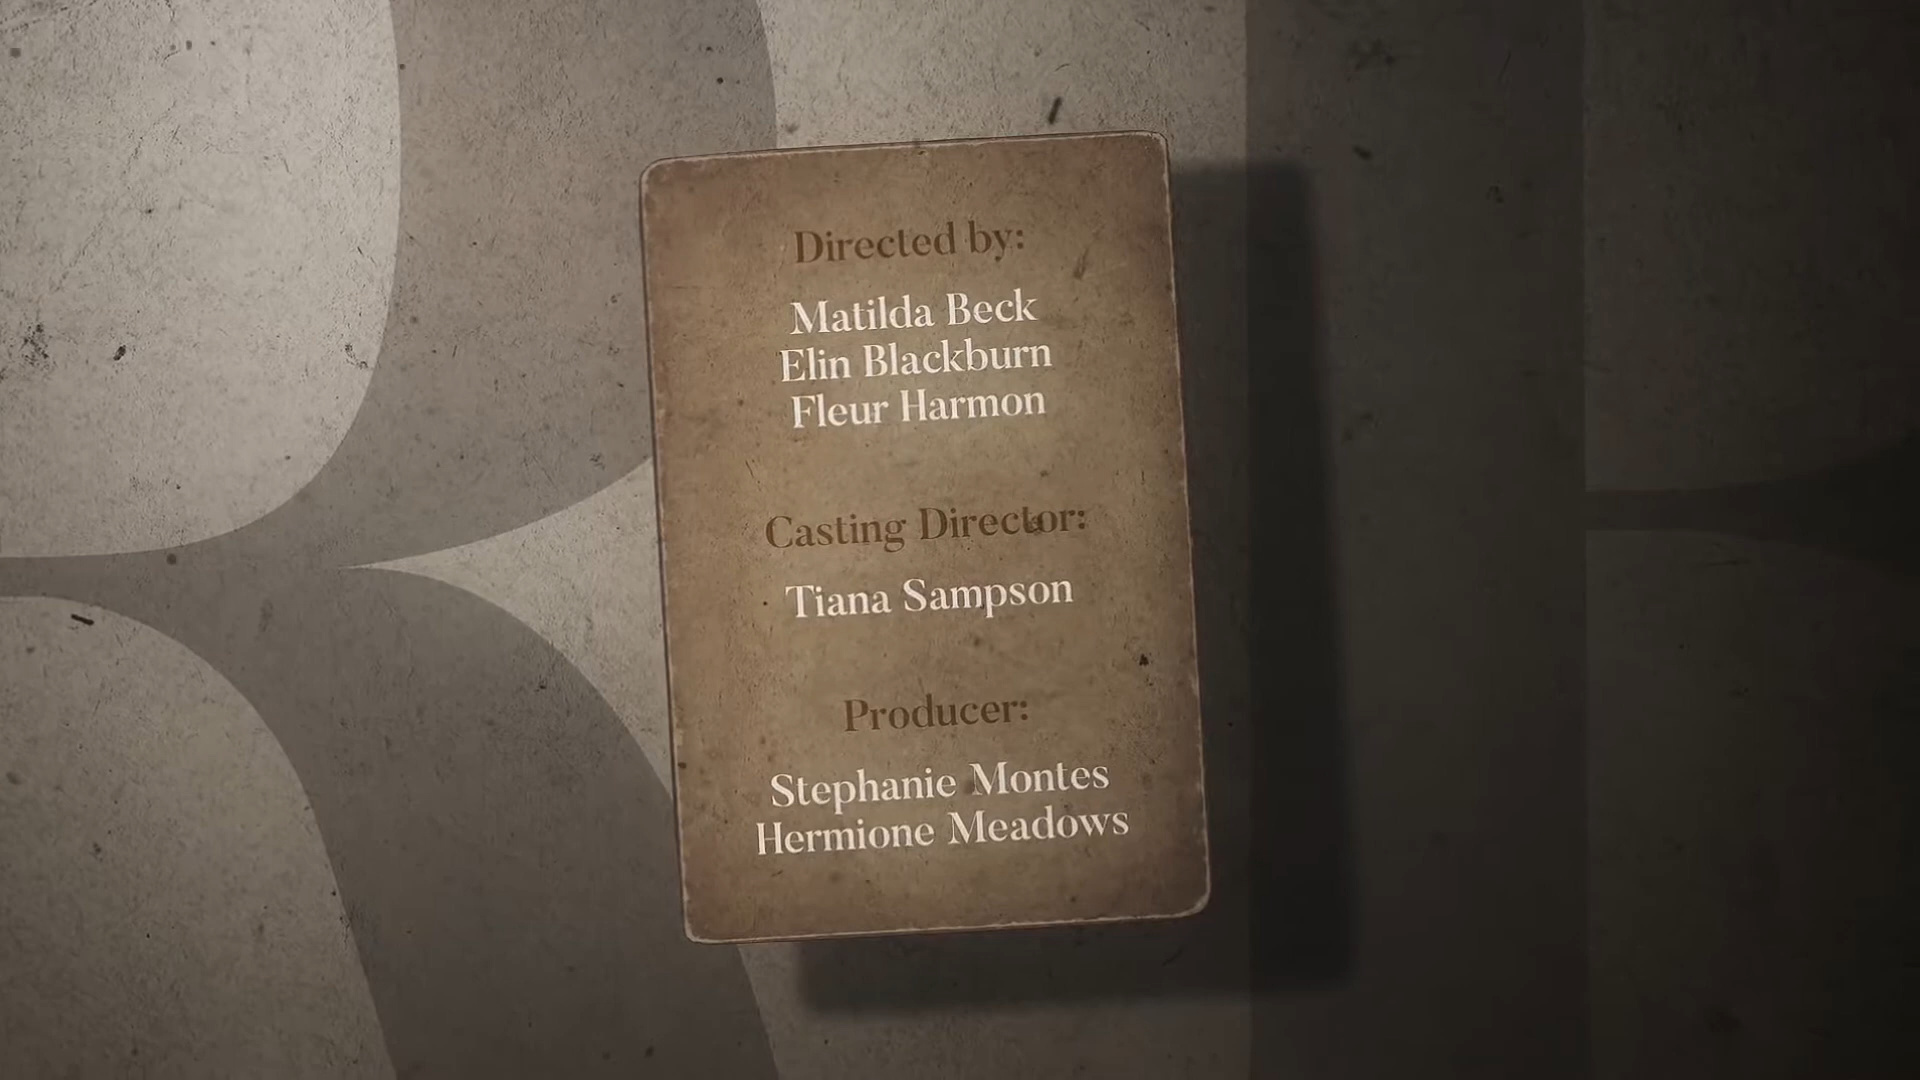 Directed by:
Matilda Beck
Elin Blackburn
Fleur Harmon
Casting Director:
Tiana Sampson
Producer:
Stephanie Montes
Hermione Meadows